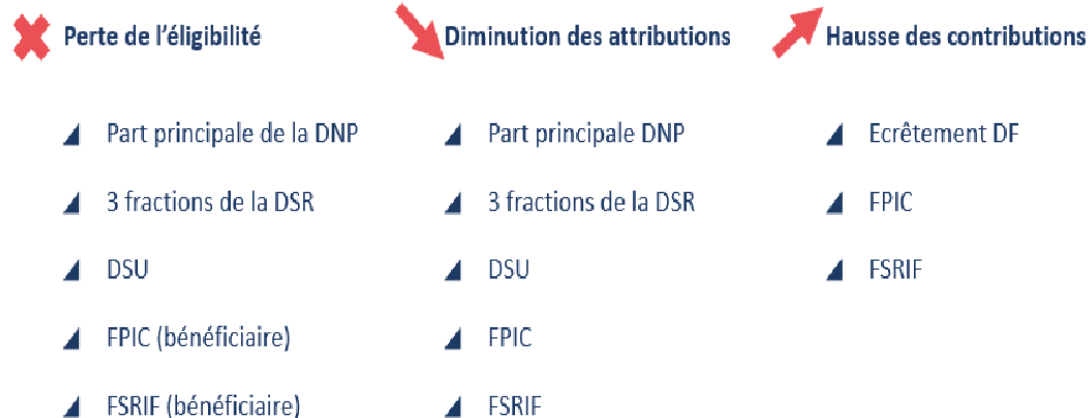 Perte de l'éligibilité
Part principale de la DNP
3 fractions de la DSR
DSU
FPIC (bénéficiaire)
FSRIF (bénéficiaire)
Diminution des attributions
Part principale DNP
3 fractions de la DSR
DSU
FPIC
FSRIF
Hausse des contributions
Ecrêtement DF
FPIC
FSRIF